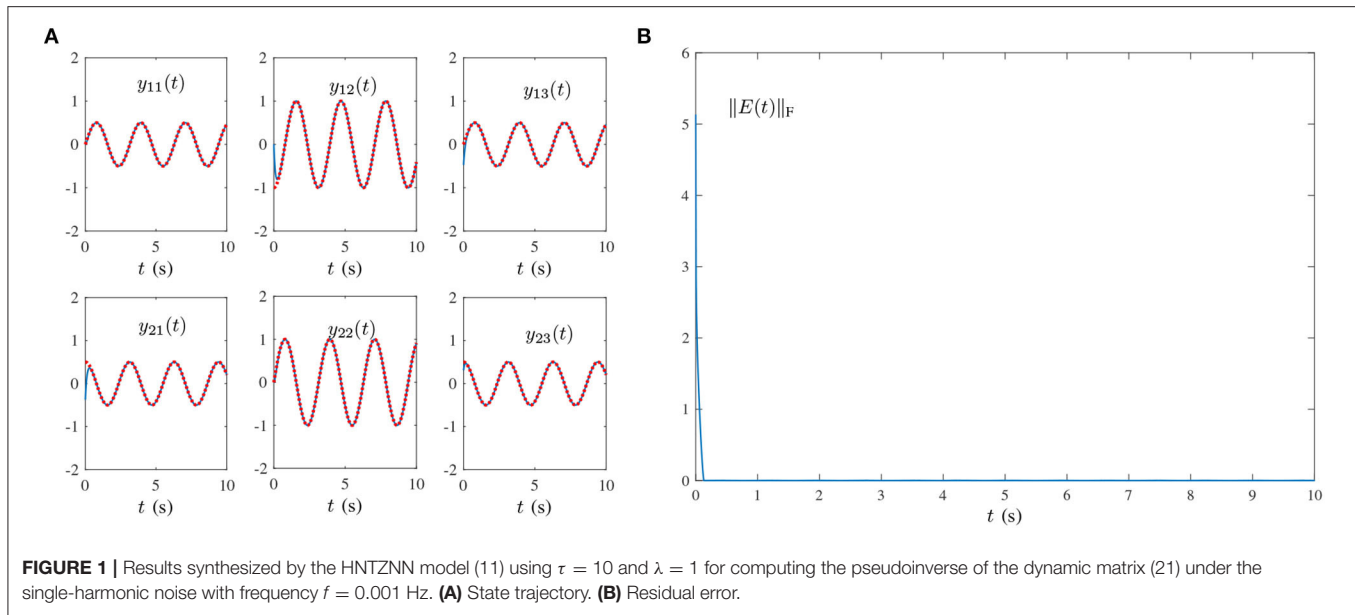 A
B
2
1
0
-1
-2
y11(t)
0 5 10
t (s)
2
1
0
-1
-2
y12(t)
0 5 10
t (s)
2
1
0
-1
-2
y13(t)
0 5 10
t (s)
2
1
0
-1
-2
y21(t)
0 5 10
t (s)
2
1
0
-1
-2
y22(t)
0 5 10
t (s)
2
1
0
-1
-2
y23(t)
0 5 10
t (s)
6
5
4
3
2
1
0
‖E(t)‖F
0 1 2 3 4 5 6 7 8 9 10
t (s)
FIGURE 1 | Results synthesized by the HNTZNN model (11) using τ = 10 and λ = 1 for computing the pseudoinverse of the dynamic matrix (21) under the
single-harmonic noise with frequency f = 0.001 Hz. (A) State trajectory. (B) Residual error.